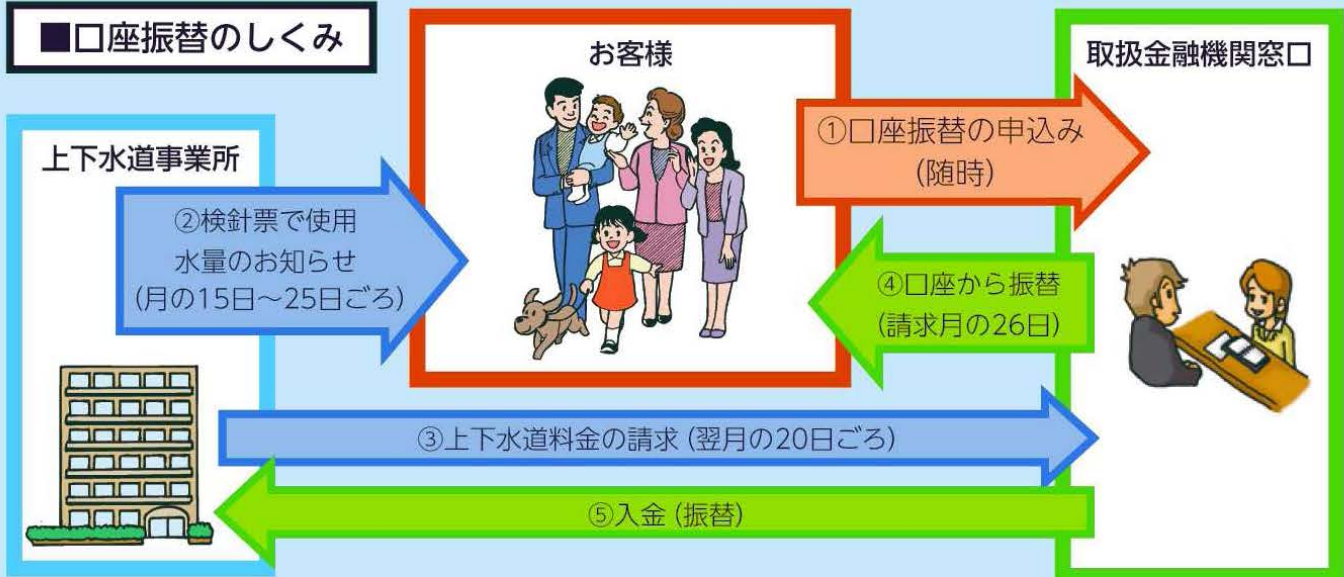 ■口座振替のしくみ
お客様
取扱金融機関窓口
上下水道事業所
①口座振替の申込み
(随時)
②検針票で使用
水量のお知らせ
(月の15日～25日ごろ)
④口座から振替
(請求月の26日)
③上下水道料金の請求 (翌月の20日ごろ)
⑤入金 (振替)